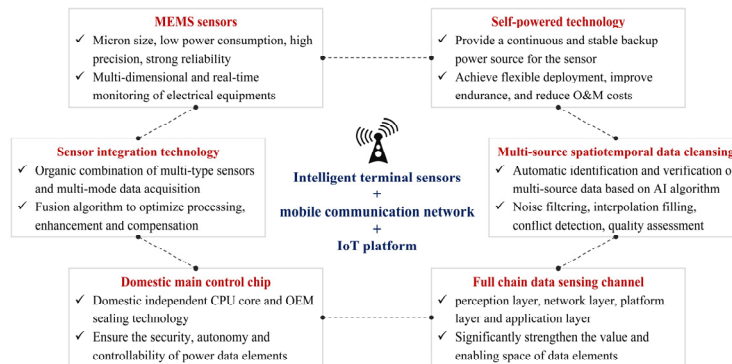 MEMS sensors
✓ Micron size, low power consumption, high
precision, strong reliability
✓ Multi-dimensional and real-time
monitoring of electrical equipments
Self-powered technology
✓ Provide a continuous and stable backup
power source for the sensor
✓ Achieve flexible deployment, improve
endurance, and reduce O&M costs
Sensor integration technology
✓ Organic combination of multi-type sensors
and multi-mode data acquisition
✓ Fusion algorithm to optimize processing,
enhancement and compensation
Intelligent terminal sensors
+
mobile communication network
+
IoT platform
Multi-source spatiotemporal data cleansing
✓ Automatic identification and verification o
multi-source data based on AI algorithm
✓ Noise filtering, interpolation filling,
conflict detection, quality assessment
Domestic main control chip
✓ Domestic independent CPU core and OEM
sealing technology
✓ Ensure the security, autonomy and
controllability of power data elements
Full chain data sensing channel
✓ perception layer, network layer, platform
layer and application layer
✓ Significantly strengthen the value and
enabling space of data elements